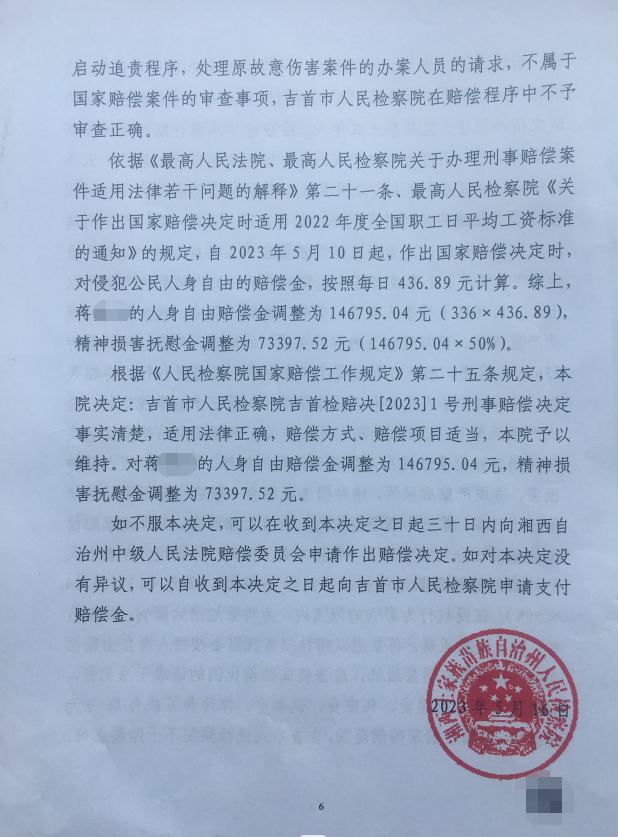 启动追责程序，处理原故意伤害案件的办案人员的请求，不属于
国家赔偿案件的审查事项，吉首市人民检察院在赔偿程序中不予
审查正确。
依据《最高人民法院、最高人民检察院关于办理刑事赔偿案
件适用法律若干问题的解释》第二十一条、最高人民检察院《关
于作出国家赔偿决定时适用2022年度全国职工日平均工资标准
的通知》的规定，自2023年5月10日起，作出国家赔偿决定时，
对侵犯公民人身自由的赔偿金，按照每日436.89元计算。综上，
蒋 的人身自由赔偿金调整为146795.04元（336×436.89），
精神损害抚慰金调整为73397.52元（146795.04×50%）。
根据《人民检察院国家赔偿工作规定》第二十五条规定，本
院决定：吉首市人民检察院吉首检赔决[2023]1号刑事赔偿决定
事实清楚，适用法律正确，赔偿方式、赔偿项目适当，本院予以
维持。对蒋 的人身自由赔偿金调整为146795.04元，精神损
害抚慰金调整为73397.52元。
如不服本决定，可以在收到本决定之日起三十日内向湘西自
治州中级人民法院赔偿委员会申请作出赔偿决定。如对本决定没
有异议，可以自收到本决定之日起向吉首市人民检察院申请支付
赔偿金。
湘西土家族苗族自治州人民检察院
2023年5月16日
6